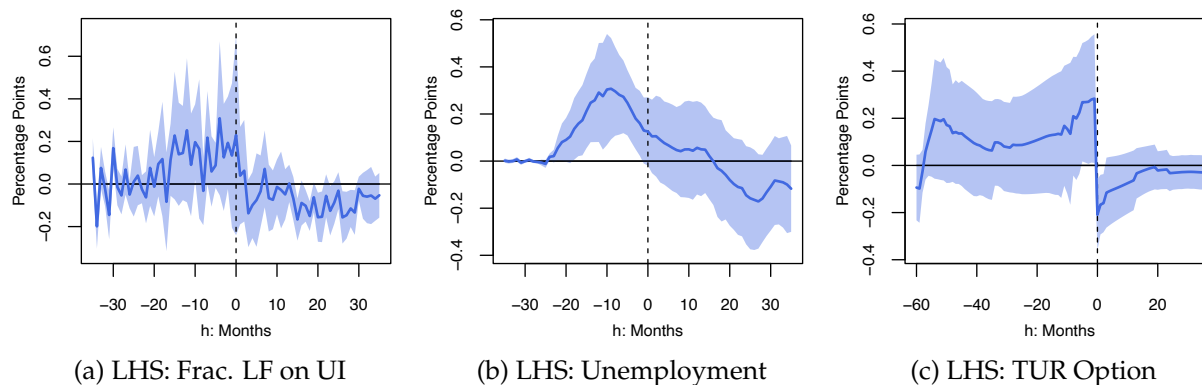 Percentage Points
0.6
0.4
0.2
0.0
−0.2
−30 −20 −10 0 10 20 30
h: Months
(a) LHS: Frac. LF on UI
Percentage Points
0.6
0.4
0.2
0.0
−0.2
−0.4
−30 −20 −10 0 10 20 30
h: Months
(b) LHS: Unemployment
Percentage Points
0.6
0.4
0.2
0.0
−0.2
−0.4
−60 −40 −20 0 20
h: Months
(c) LHS: TUR Option